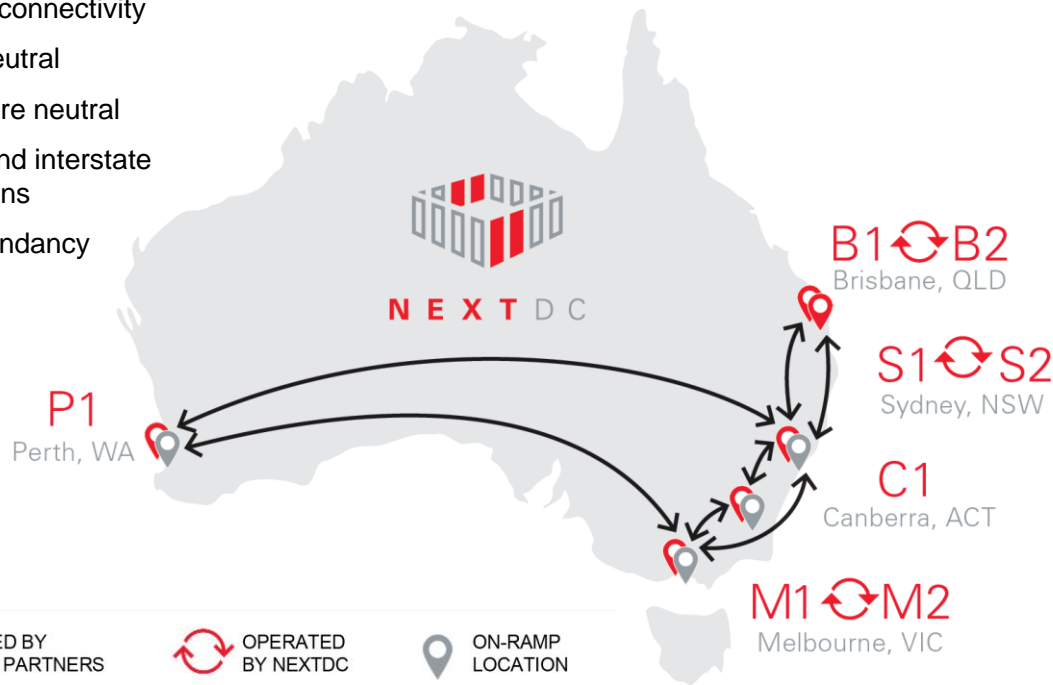 connectivity
neutral
re neutral
nd interstate
ns
ndancy
NEXTDC
B1 B2
Brisbane, QLD
S1 S2
Sydney, NSW
P1
Perth, WA
C1
Canberra, ACT
M1 M2
Melbourne, VIC
ED BY
PARTNERS
OPERATED
BY NEXTDC
ON-RAMP
LOCATION